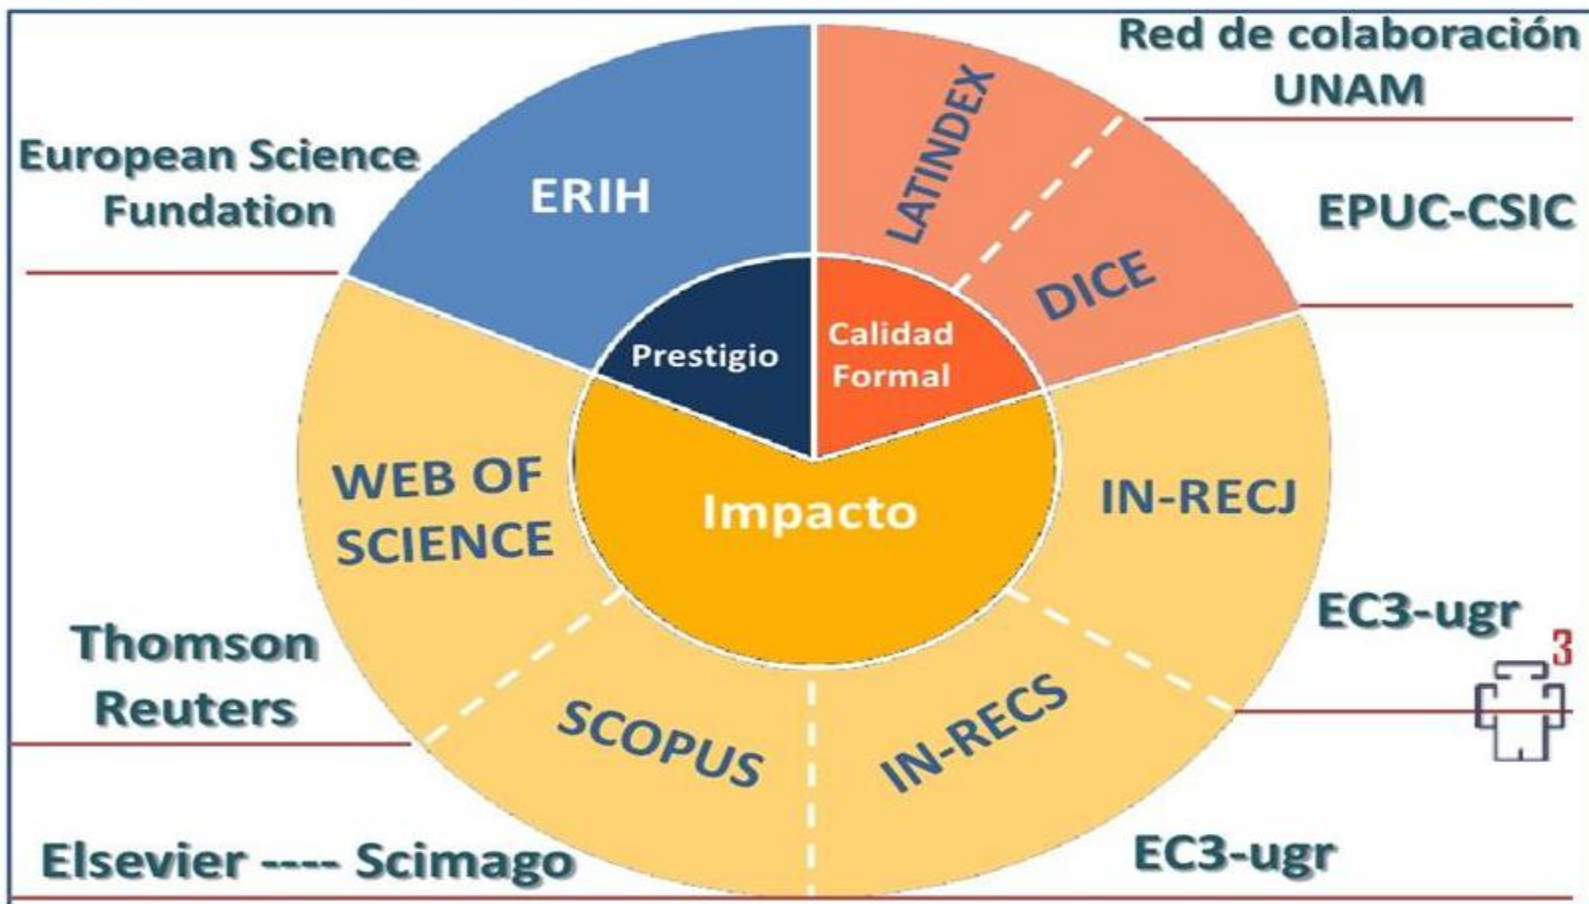 Red de colaboración
UNAM
European Science
Fundation
ERIH
LATINDEX
EPUC-CSIC
DICE
Prestigio
Calidad
Formal
WEB OF
SCIENCE
Impacto
IN-RECJ
Thomson
Reuters
EC3-ugr
3
SCOPUS
IN-RECS
Elsevier ---- Scimago
EC3-ugr